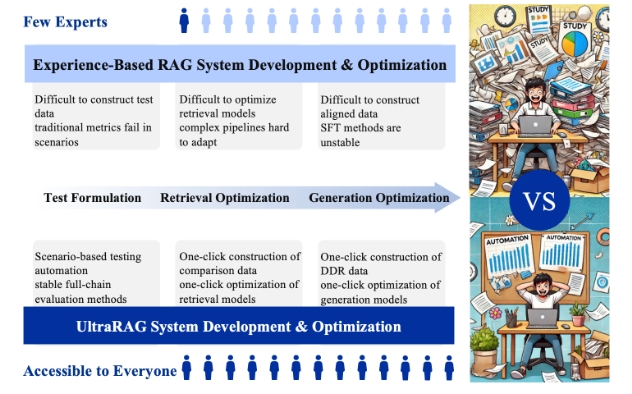 Few Experts
Experience-Based RAG System Development & Optimization
Difficult to construct test
data
traditional metrics fail in
scenarios
Difficult to optimize
retrieval models
complex pipelines hard
to adapt
Difficult to construct
aligned data
SFT methods are
unstable
Test Formulation
Retrieval Optimization
Generation Optimization
Scenario-based testing
automation
stable full-chain
evaluation methods
One-click construction of
comparison data
one-click optimization of
retrieval models
One-click construction of
DDR data
one-click optimization of
generation models
UltraRAG System Development & Optimization
Accessible to Everyone
STUDY
STUDY
STUDY
VS
AUTOMATION
AUTOMATION